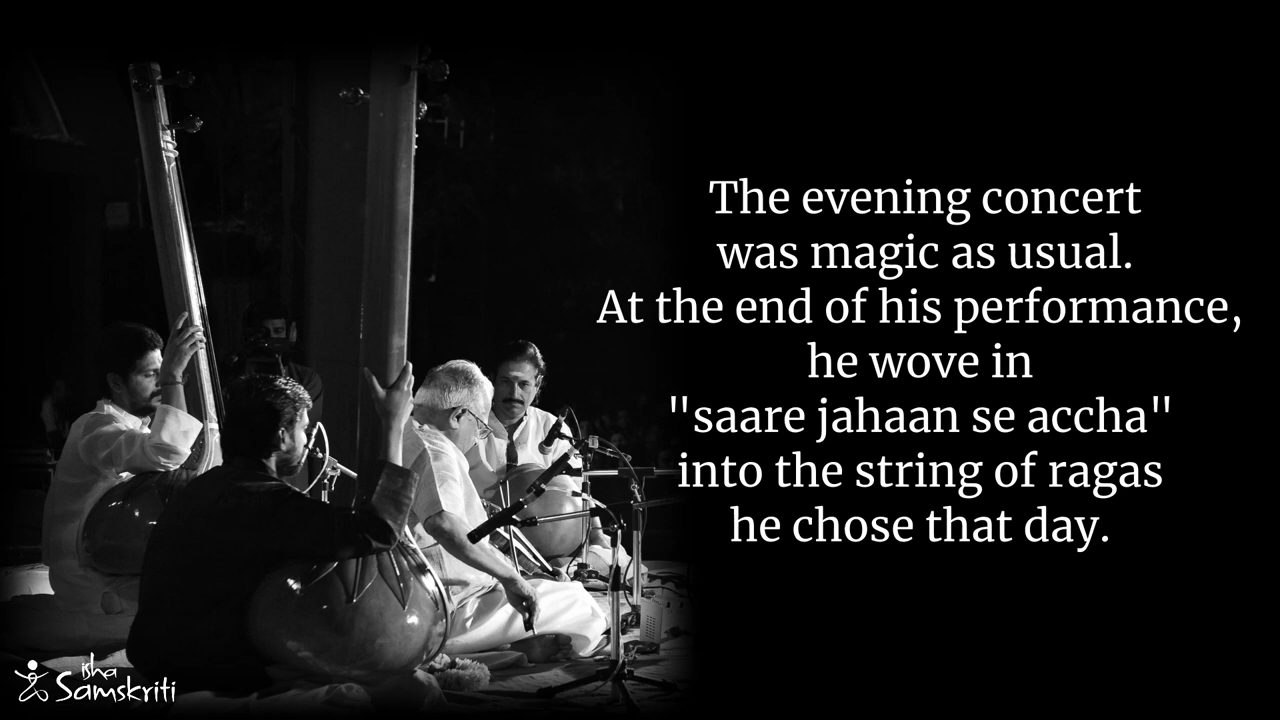 The evening concert
was magic as usual.
At the end of his performance,
he wove in
"saare jahaan se accha"
into the string of ragas
he chose that day.
isha
Samskriti